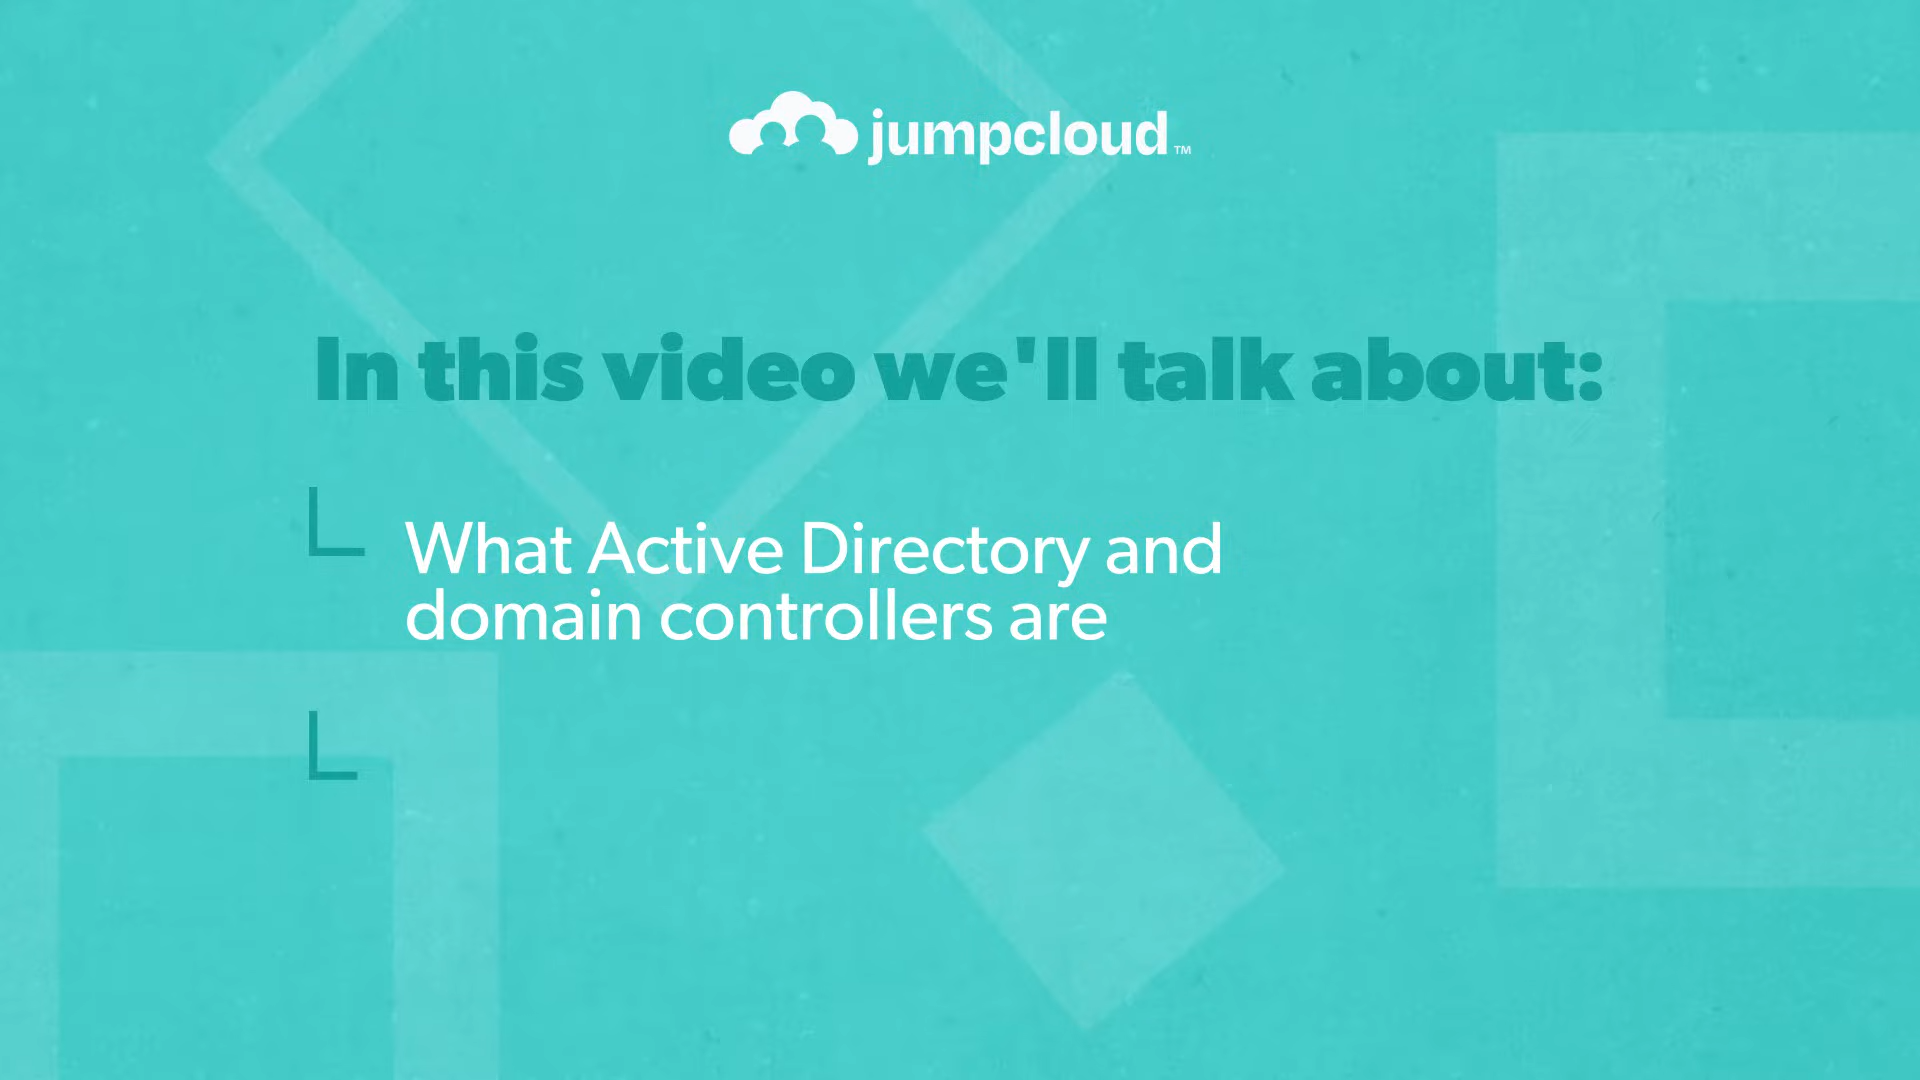 jumpcloud™
In this video we'll talk about:
What Active Directory and
domain controllers are